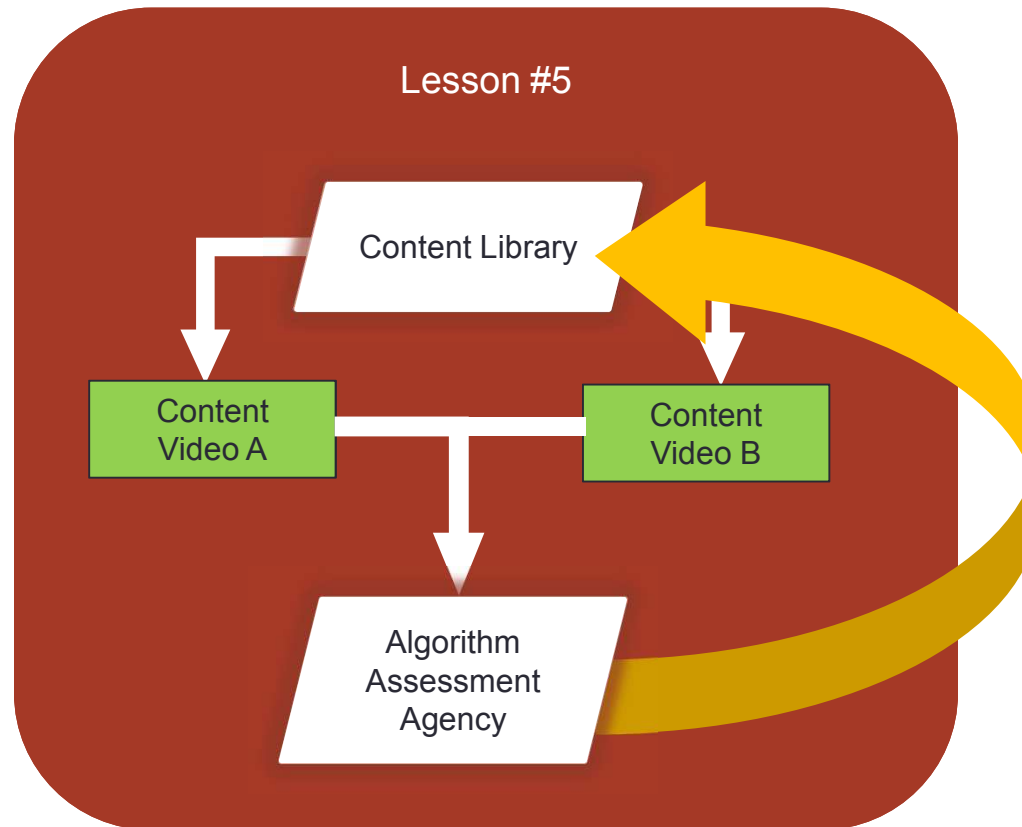 Lesson #5
Content Library
Content
Video A
Content
Video B
Algorithm
Assessment
Agency